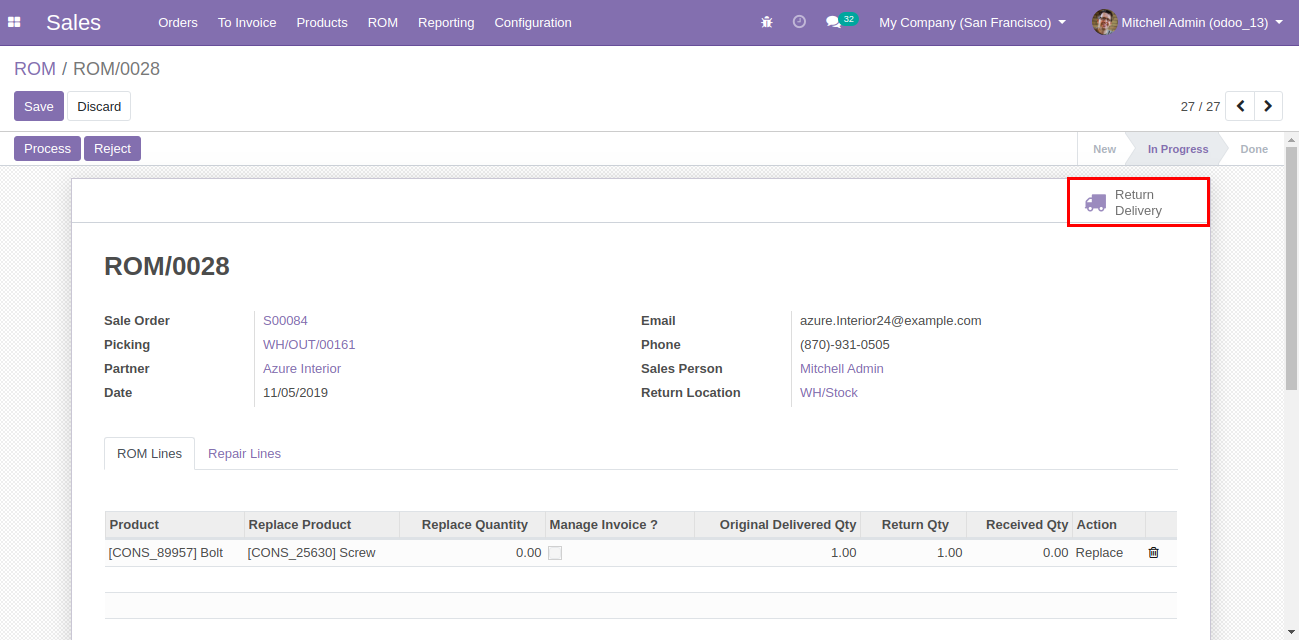 Sales Orders To Invoice Products ROM Reporting Configuration 32 My Company (San Francisco) Mitchell Admin (odoo_13)
ROM / ROM/0028
Save Discard 27 / 27
Process Reject New In Progress Done
Return
Delivery
ROM/0028
Sale Order S00084 Email azure.Interior24@example.com
Picking WH/OUT/00161 Phone (870)-931-0505
Partner Azure Interior Sales Person Mitchell Admin
Date 11/05/2019 Return Location WH/Stock
ROM Lines Repair Lines
Product Replace Product Replace Quantity Manage Invoice ? Original Delivered Qty Return Qty Received Qty Action
[CONS_89957] Bolt [CONS_25630] Screw 0.00 1.00 1.00 0.00 Replace